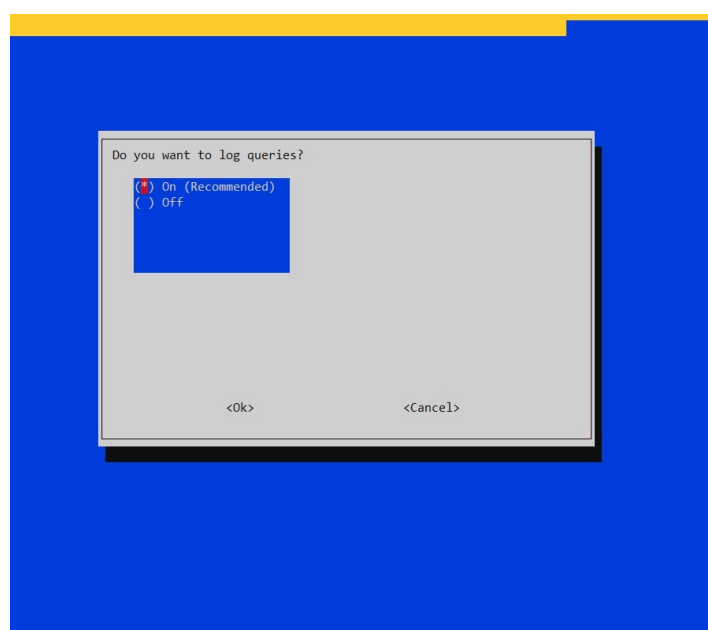 Do you want to log queries?
(*) On (Recommended)
( ) Off
<Ok> <Cancel>